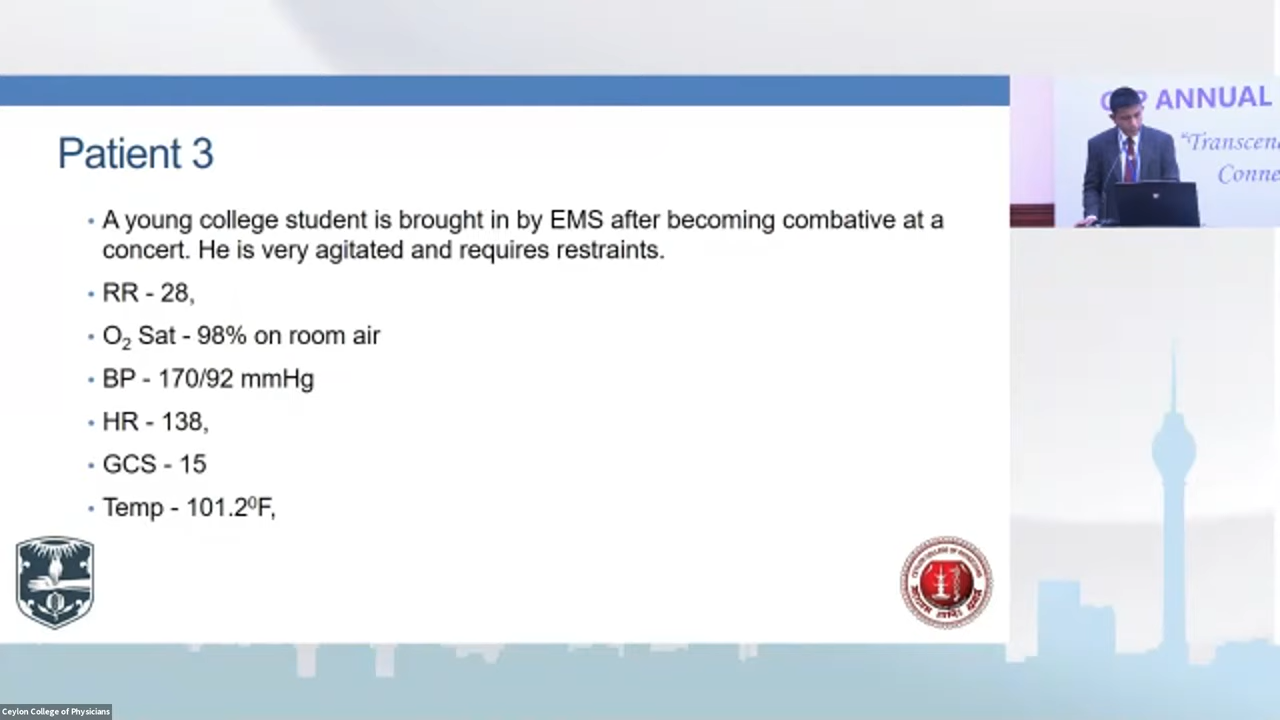 Patient 3
• A young college student is brought in by EMS after becoming combative at a
concert. He is very agitated and requires restraints.
• RR - 28,
• O₂ Sat - 98% on room air
• BP - 170/92 mmHg
• HR - 138,
• GCS - 15
• Temp - 101.2⁰F,
ANNUAL
“Transcen
Conne
Ceylon College of Physicians